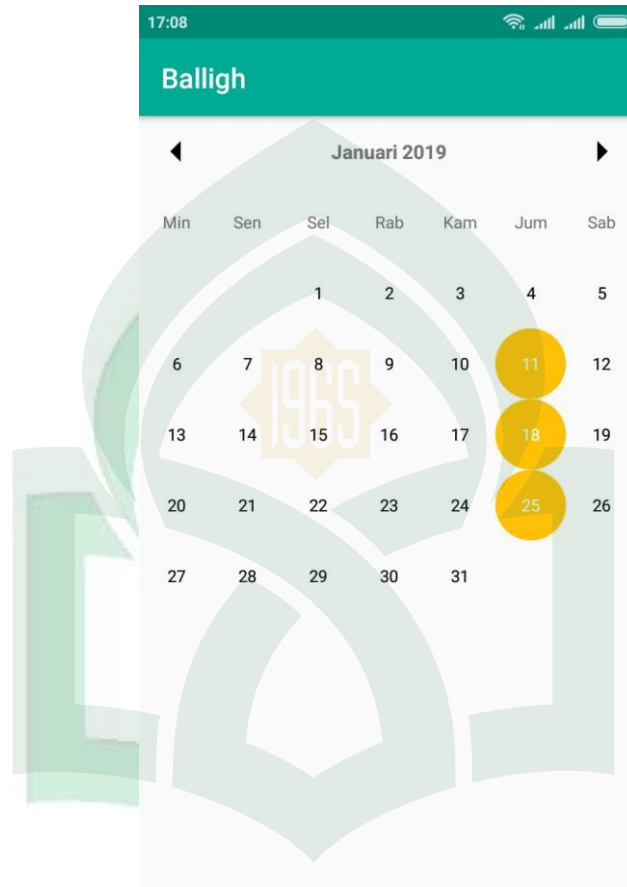 17:08
Balligh
Januari 2019
Min Sen Sel Rab Kam Jum Sab
1 2 3 4 5
6 7 8 9 10 11 12
13 14 15 16 17 18 19
20 21 22 23 24 25 26
27 28 29 30 31
1965